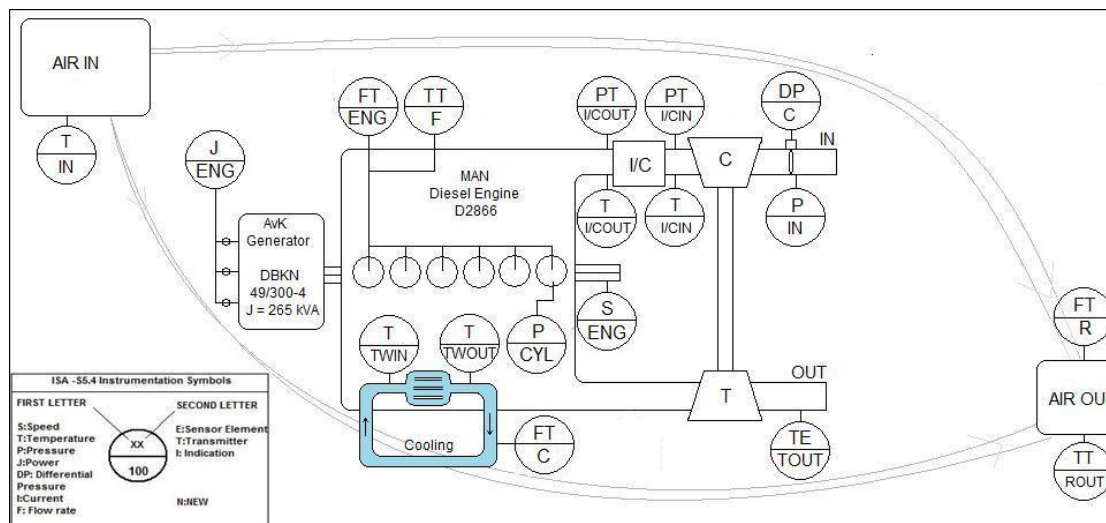 AIR IN
T
IN
J
ENG
FT
ENG
TT
F
PT
I/COUT
PT
I/CIN
DP
C
IN
I/C
C
MAN
Diesel Engine
D2866
T
I/COUT
T
I/CIN
P
IN
AvK
Generator
DBKN
49/300-4
J = 265 kVA
S
ENG
T
TWIN
T
TWOUT
P
CYL
FT
R
OUT
T
AIR OUT
Cooling
FT
C
TE
TOUT
TT
ROUT
ISA -S5.4 Instrumentation Symbols
FIRST LETTER
SECOND LETTER
S:Speed
T:Temperature
P:Pressure
J:Power
DP: Differential
Pressure
I:Current
F: Flow rate
XX
100
E:Sensor Element
T:Transmitter
I: Indication
N:NEW